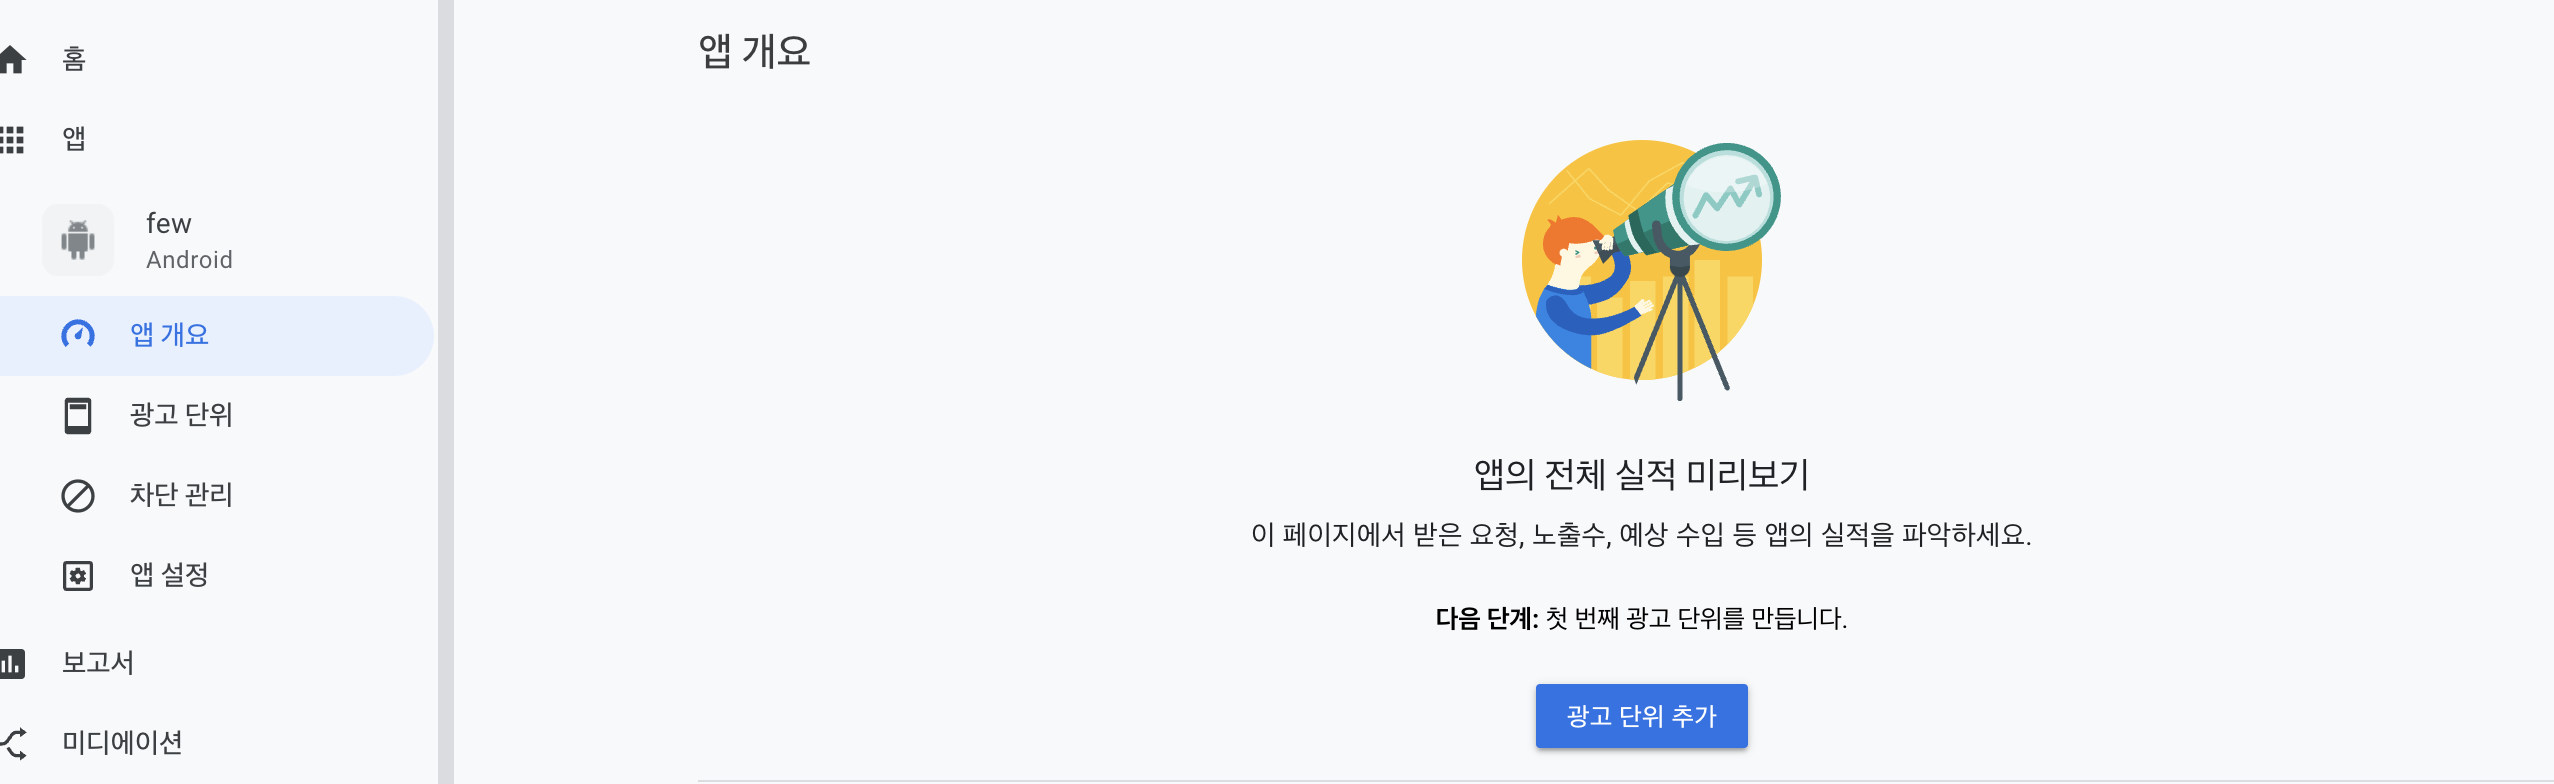 홈
앱
few
Android
앱 개요
광고 단위
차단 관리
앱 설정
보고서
미디에이션
앱 개요
앱의 전체 실적 미리보기
이 페이지에서 받은 요청, 노출수, 예상 수입 등 앱의 실적을 파악하세요.
다음 단계: 첫 번째 광고 단위를 만듭니다.
광고 단위 추가